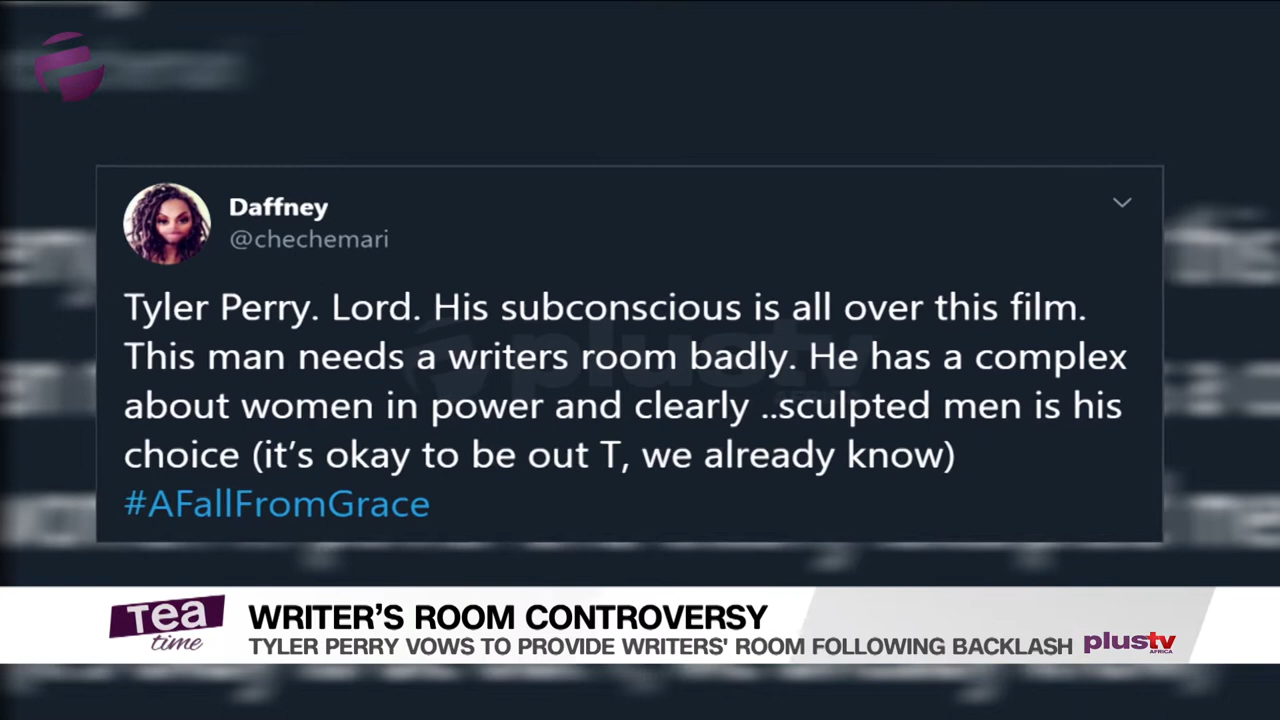 Daffney
@chechemari
Tyler Perry. Lord. His subconscious is all over this film.
This man needs a writers room badly. He has a complex
about women in power and clearly ..sculpted men is his
choice (it's okay to be out T, we already know)
#AFallFromGrace
plustv
Tea
time
WRITER'S ROOM CONTROVERSY
TYLER PERRY VOWS TO PROVIDE WRITERS' ROOM FOLLOWING BACKLASH
plustv
AFRICA